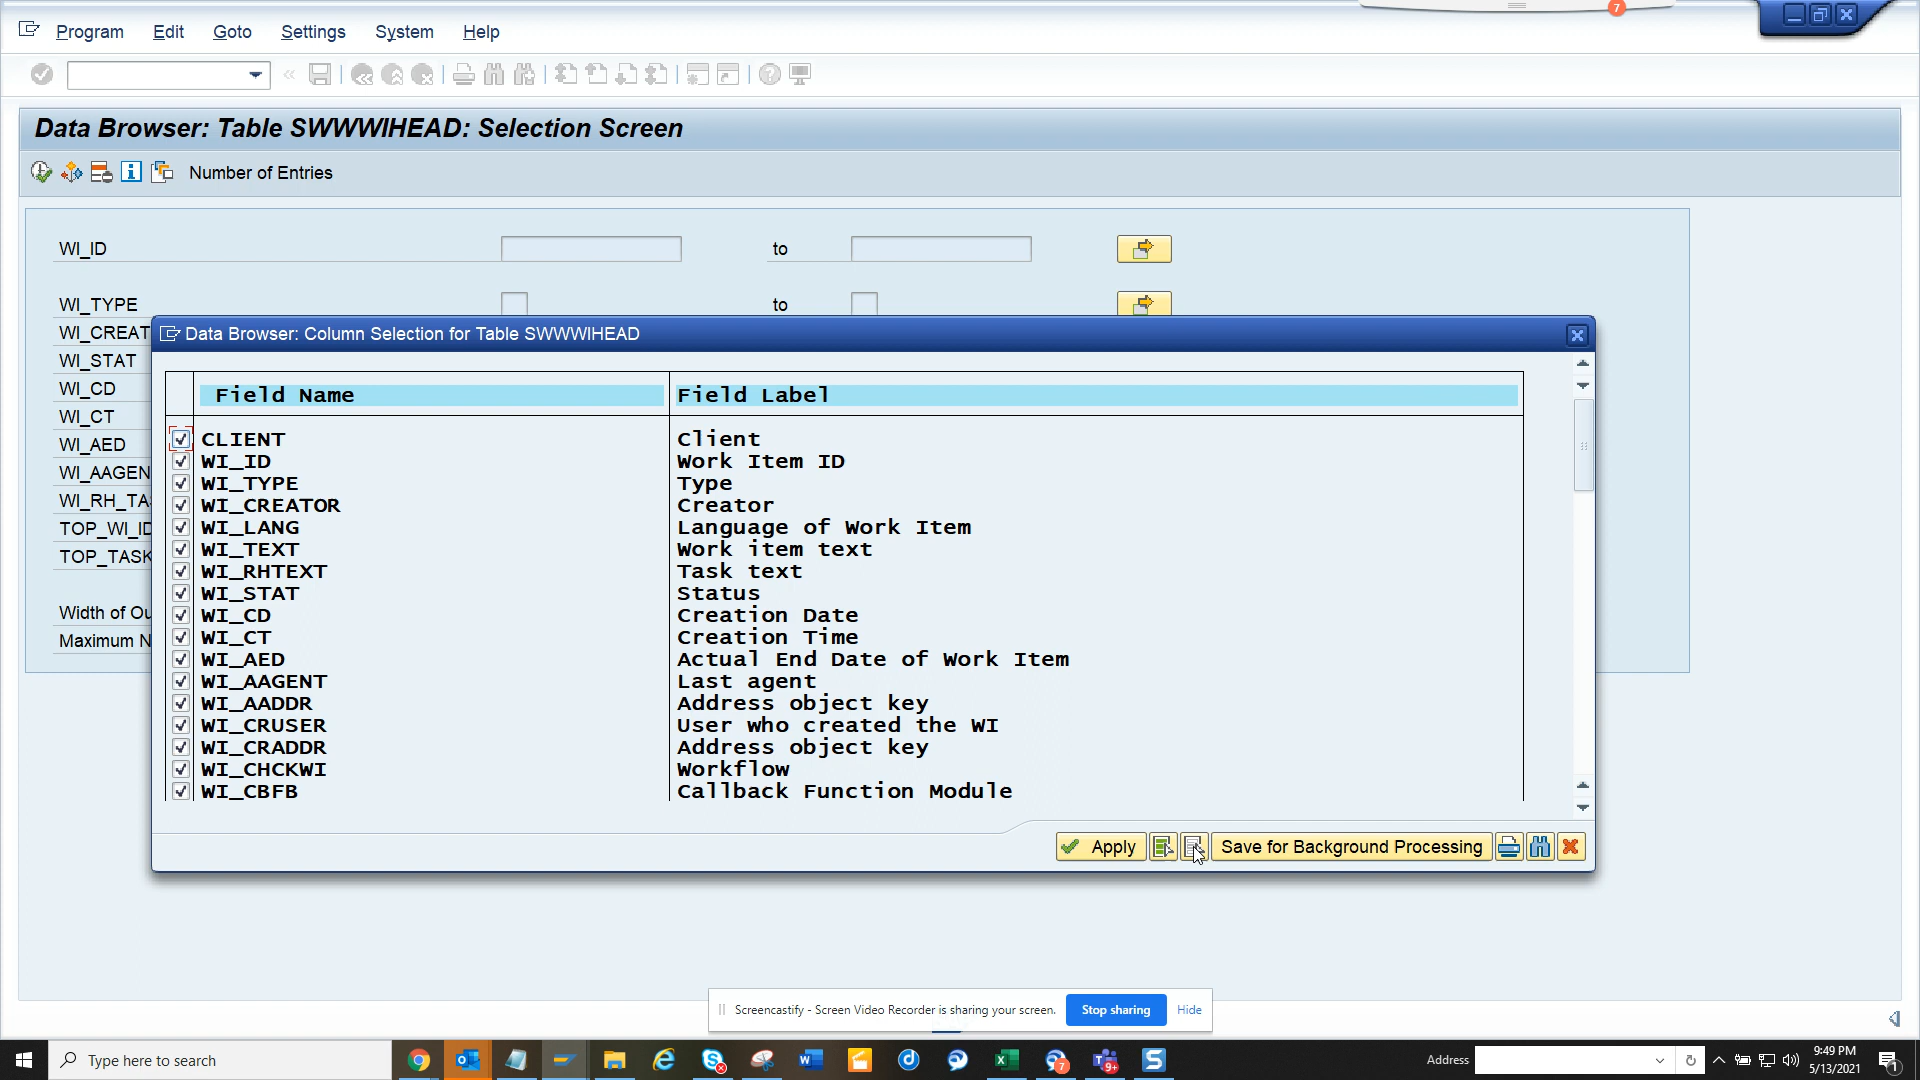 7
Program Edit Goto Settings System Help
Data Browser: Table SWWWIHEAD: Selection Screen
Number of Entries
WI_ID to
WI_TYPE to
WI_CREAT
WI_STAT
WI_CD
WI_CT
WI_AED
WI_AAGEN
WI_RH_TA
TOP_WI_ID
TOP_TASK
Width of Ou
Maximum N
Data Browser: Column Selection for Table SWWWIHEAD
Field Name Field Label
CLIENT Client
WI_ID Work Item ID
WI_TYPE Type
WI_CREATOR Creator
WI_LANG Language of Work Item
WI_TEXT Work item text
WI_RHTEXT Task text
WI_STAT Status
WI_CD Creation Date
WI_CT Creation Time
WI_AED Actual End Date of Work Item
WI_AAGENT Last agent
WI_AADDR Address object key
WI_CRUSER User who created the WI
WI_CRADDR Address object key
WI_CHCKWI Workflow
WI_CBFB Callback Function Module
Apply Save for Background Processing
Screencastify - Screen Video Recorder is sharing your screen. Stop sharing Hide
Type here to search
7
9+
Address
9:49 PM
5/13/2021
1